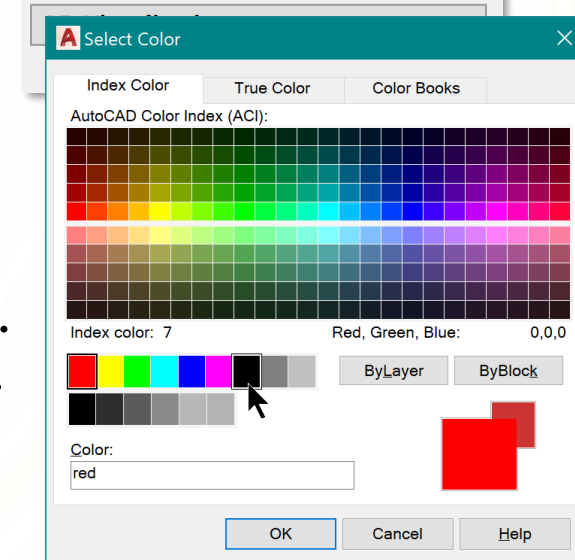 Select Color
Index Color True Color Color Books
AutoCAD Color Index (ACI):
Index color: 7 Red, Green, Blue: 0,0,0
ByLayer ByBlock
Color:
red
OK Cancel Help